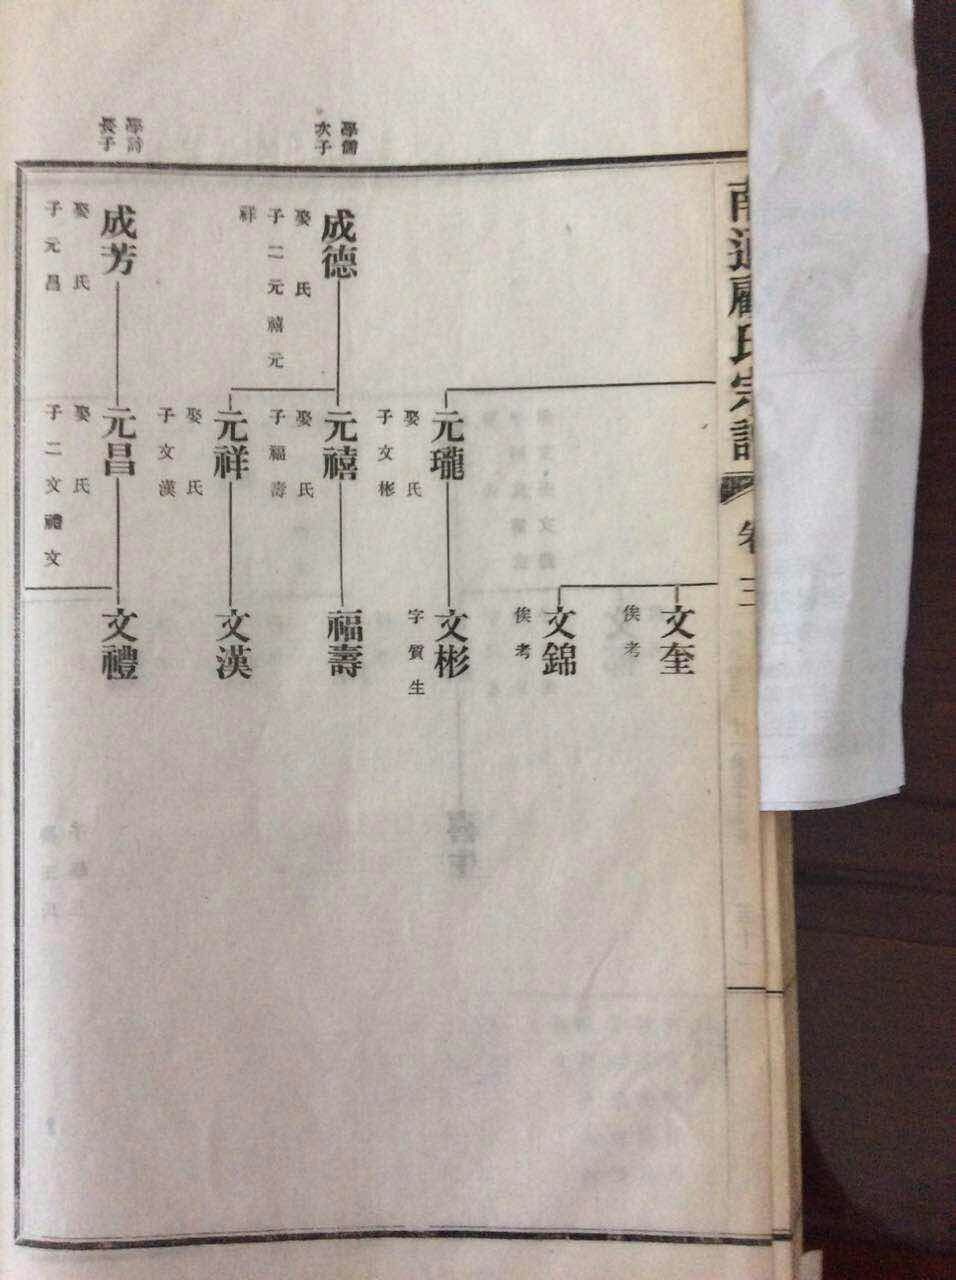 南通顧氏宗譜
卷三
文奎
俟考
文錦
俟考
元瓏
娶 氏
子文彬
文彬
字質生
學儒
次子
成德
娶 氏
子二元禧元
祥
元禧
娶 氏
子福壽
福壽
元祥
娶 氏
子文漢
文漢
學詩
長子
成芳
娶 氏
子元昌
元昌
娶 氏
子二文禮文
文禮